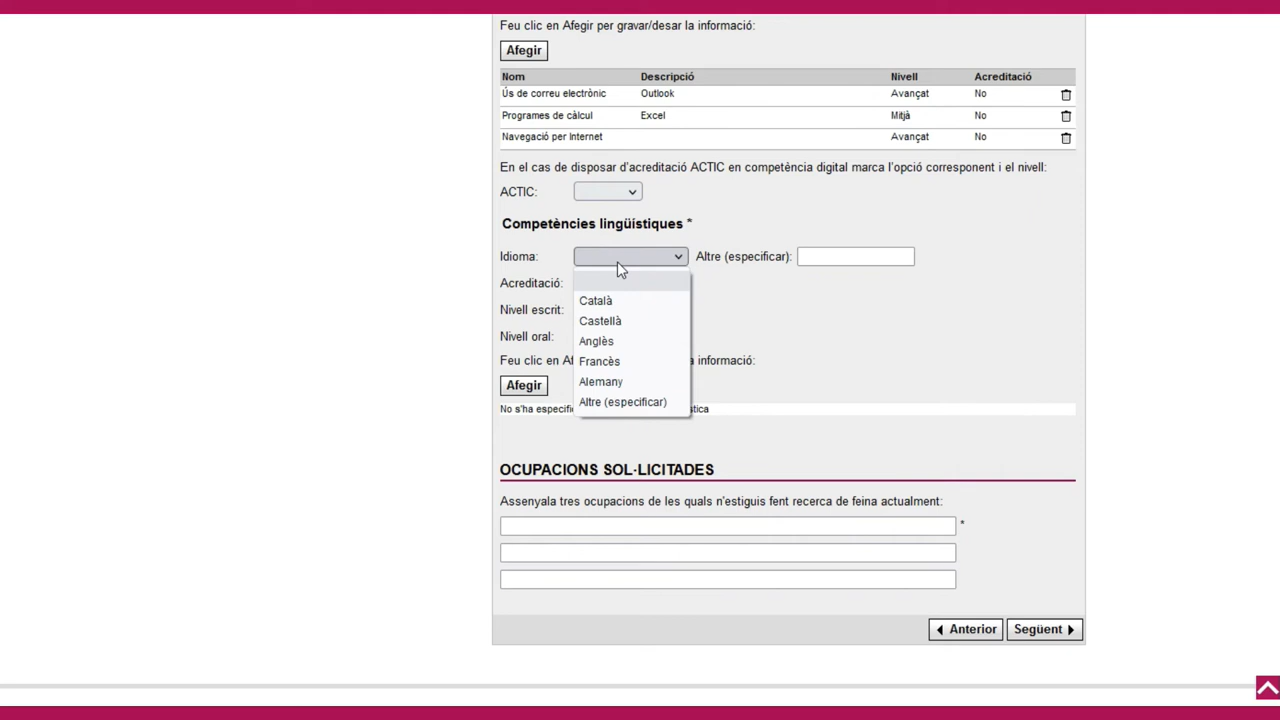 Feu clic en Afegir per gravar/desar la informació:
Afegir
Nom Descripció Nivell Acreditació
Ús de correu electrònic Outlook Avançat No
Programes de càlcul Excel Mitjà No
Navegació per Internet Avançat No
En el cas de disposar d'acreditació ACTIC en competència digital marca l'opció corresponent i el nivell:
ACTIC:
Competències lingüístiques *
Idioma: Altre (especificar):
Acreditació:
Català
Nivell escrit:
Castellà
Nivell oral:
Anglès
Feu clic en Af a informació:
Francès
Afegir
Alemany
Altre (especificar)
No s'ha especifi stica
OCUPACIONS SOL·LICITADES
Assenyala tres ocupacions de les quals n'estiguis fent recerca de feina actualment:
*
Anterior Següent